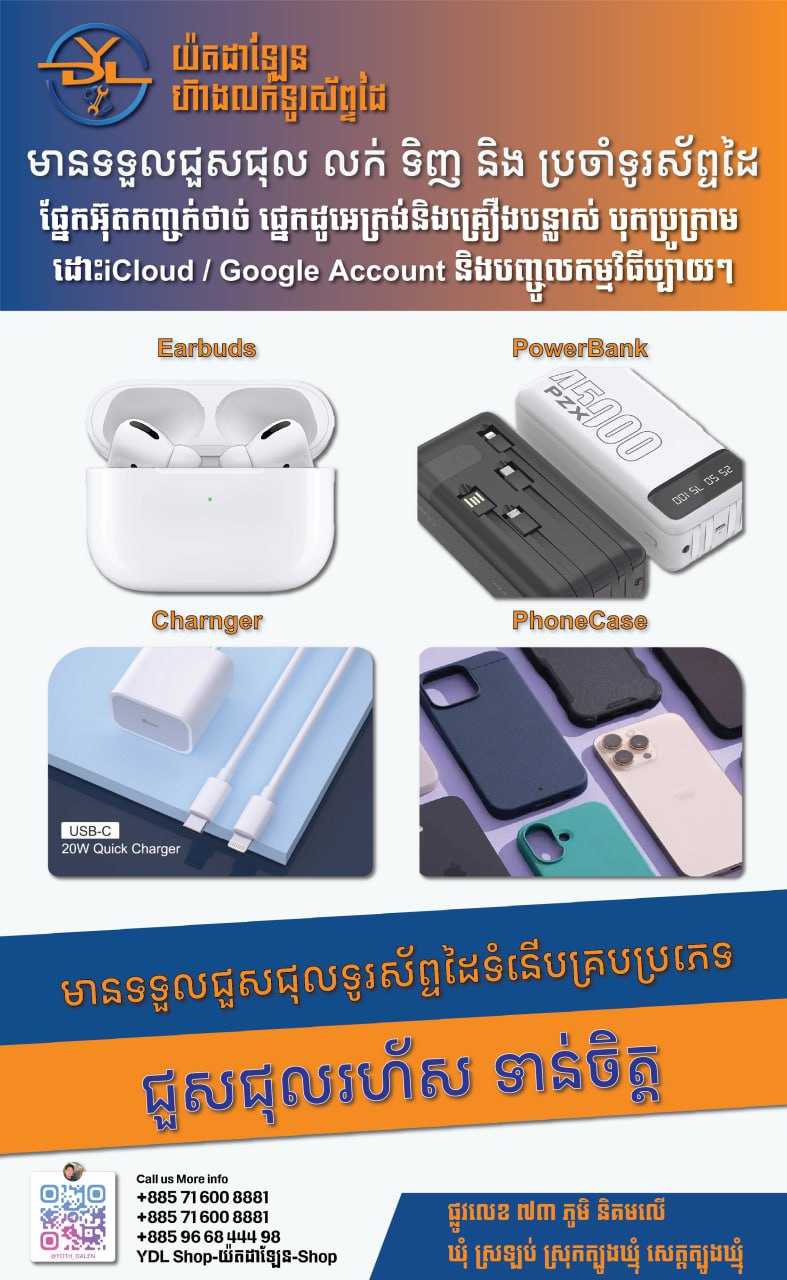 YDL
យ៉តដាឡែន
ហ៊ាងលក់ទូរស័ព្ទដៃ
មានទទួលជួសជុល លក់ ទិញ និង ប្រចាំទូរស័ព្ទដៃ
ផ្នែកអ៊ុតកញ្ចក់ថាច់ ផ្នេកដូរអេក្រង់និងគ្រឿងបន្លាស់ បុកប្រូក្រាម
ដោះiCloud / Google Account និងបញ្ចូលកម្មវិធីប្បាយៗ
Earbuds
PowerBank
45000
PZX
Charnger
PhoneCase
USB-C
20W Quick Charger
មានទទួលជួសជុលទូរស័ព្ទដៃទំនើបគ្របប្រភេទ
ជួសជុលរហ័ស ទាន់ចិត្ត
Call us More info
+885 71 600 8881
+885 71 600 8881
+885 96 68 444 98
YDL Shop-យ៉តដាឡែន-Shop
@YOTH_DALEN
ផ្លូវលេខ ៧៣ ភូមិ និគមលើ
ឃុំ ស្រឡប់ ស្រុកត្បូងឃ្មុំ សេត្តត្បូងឃ្មុំ